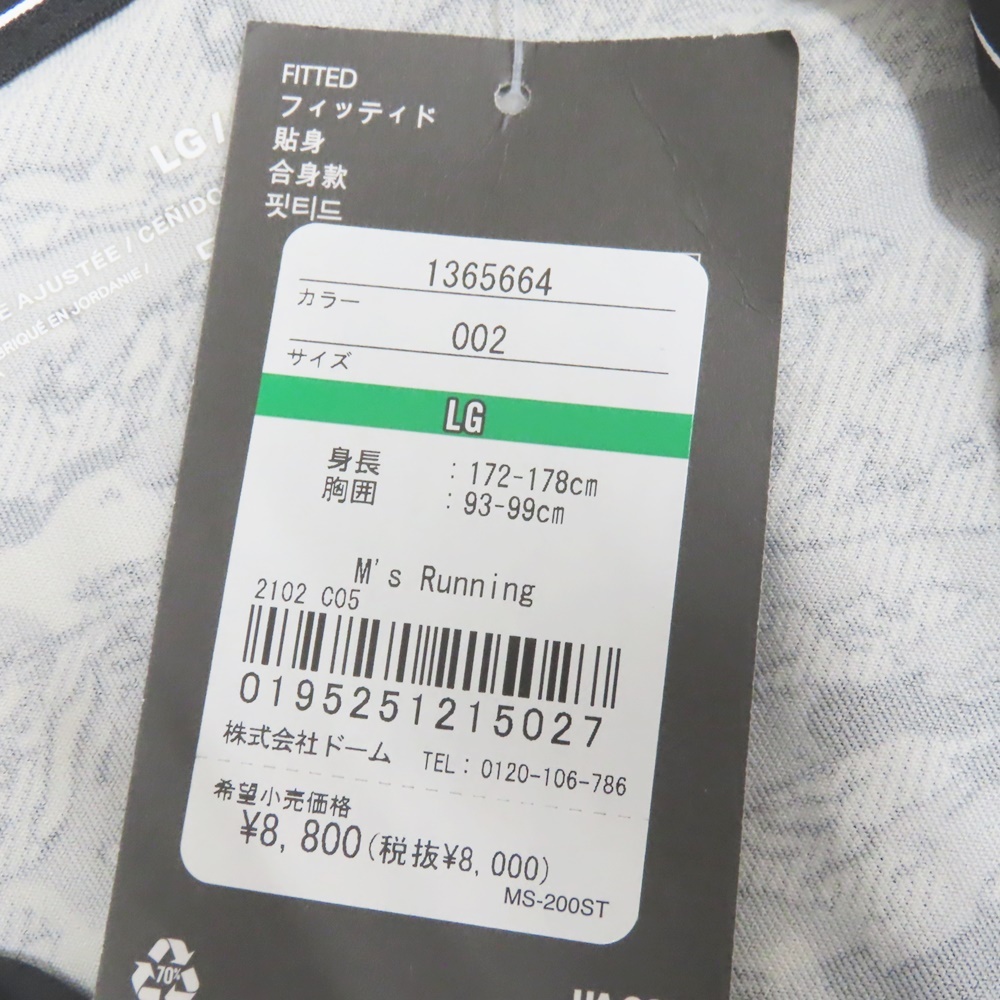 FITTED
フィッティド
貼身
合身款
핏티드
1365664
カラー
002
サイズ
LG
身長 : 172-178cm
胸囲 : 93-99cm
M's Running
2102 C05
0195251215027
株式会社ドーム TEL: 0120-106-786
希望小売価格
¥8,800(税抜¥8,000)
MS-200ST
70%
LG /
AJUSTÉE / CEÑIDO
EN JORDANIE /